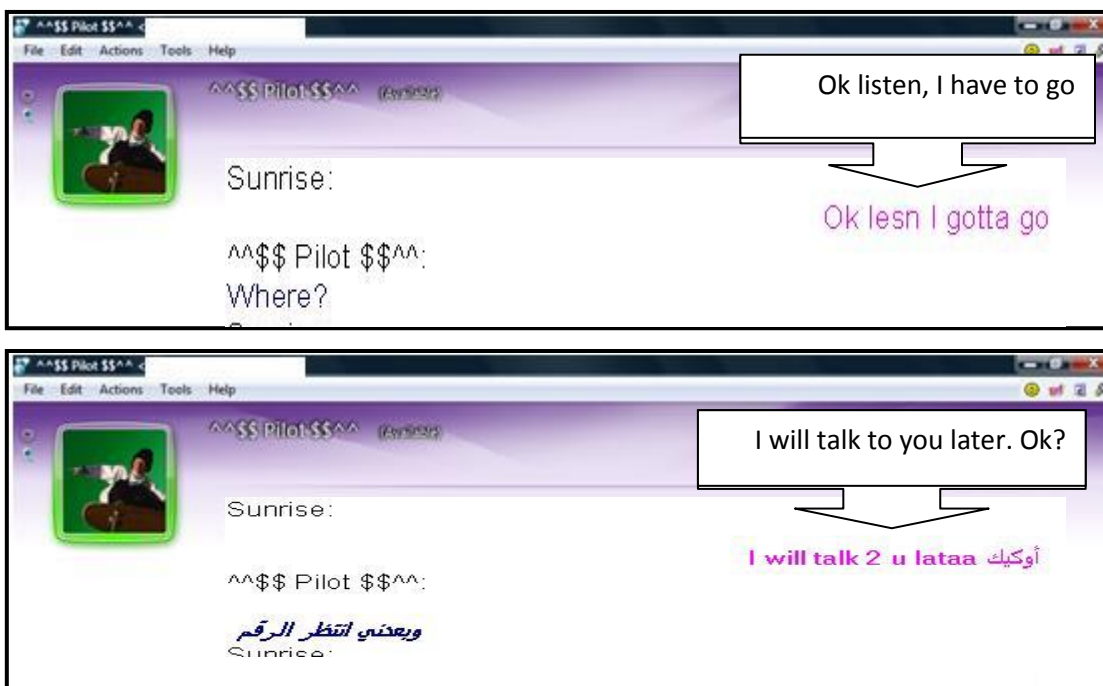 ^^$$ Pilot $$^^ <
File Edit Actions Tools Help
^^$$ Pilot $$^^ (Available)
Ok listen, I have to go
Sunrise:
Ok lesn I gotta go
^^$$ Pilot $$^^:
Where?
^^$$ Pilot $$^^ <
File Edit Actions Tools Help
^^$$ Pilot $$^^ (Available)
I will talk to you later. Ok?
Sunrise:
I will talk 2 u lataa أوكيك
^^$$ Pilot $$^^:
وبعدني انتظر الرقم
Sunrise: